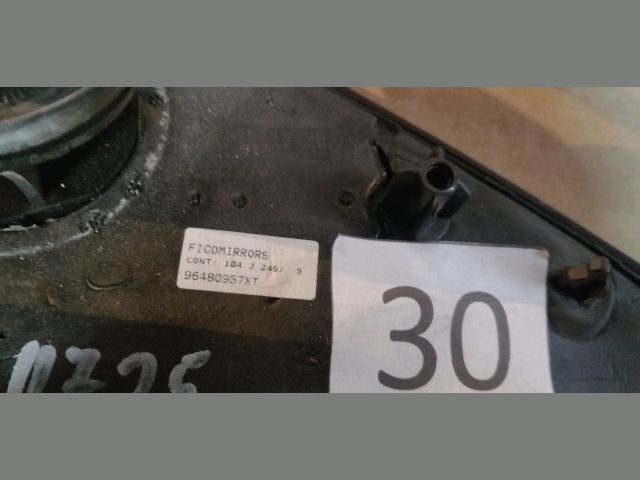 FICOMIRRORS
CONT: 104 J 245/ 9
96480957XT
30